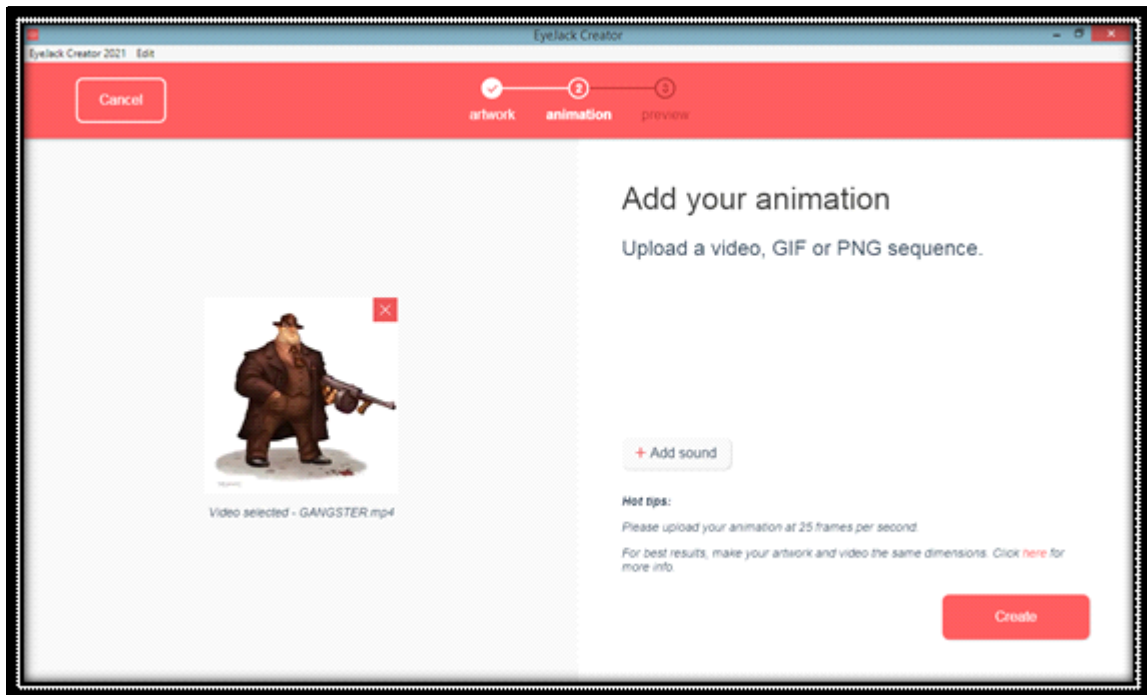 EyeJack Creator
EyeJack Creator 2021 Edit
Cancel
2
3
artwork animation preview
Add your animation
Upload a video, GIF or PNG sequence.
Video selected - GANGSTER.mp4
+ Add sound
Hot tips:
Please upload your animation at 25 frames per second.
For best results, make your artwork and video the same dimensions. Click here for
more info.
Create